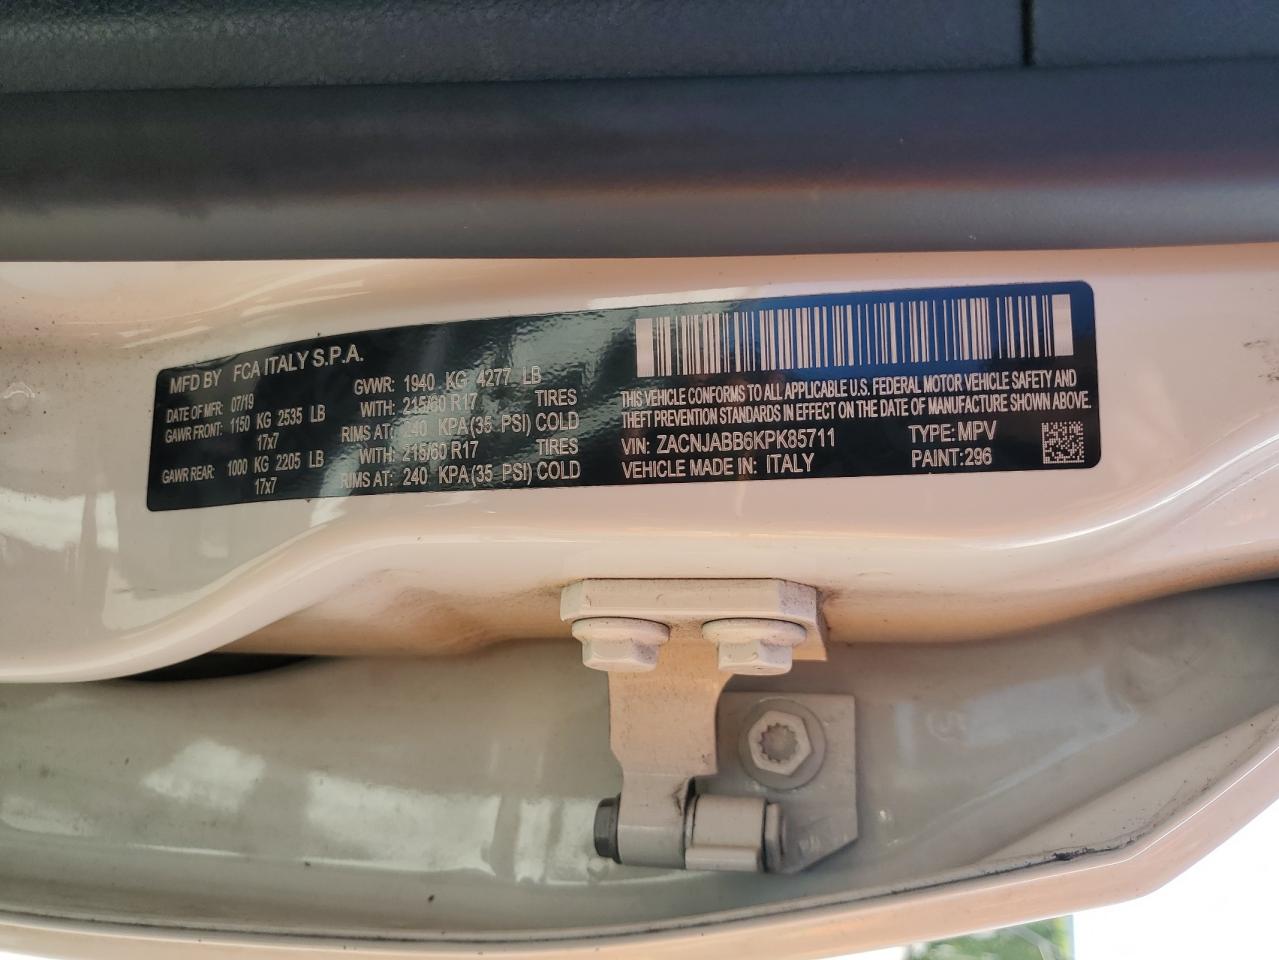 MFD BY FCA ITALY S.P.A.
DATE OF MFR: 07/19 GVWR: 1940 KG 4277 LB
GAWR FRONT: 1150 KG 2535 LB WITH: 215/60 R17 TIRES
17x7 RIMS AT: 240 KPA(35 PSI) COLD
GAWR REAR: 1000 KG 2205 LB WITH: 215/60 R17 TIRES
17x7 RIMS AT: 240 KPA(35 PSI) COLD
THIS VEHICLE CONFORMS TO ALL APPLICABLE U.S. FEDERAL MOTOR VEHICLE SAFETY AND
THEFT PREVENTION STANDARDS IN EFFECT ON THE DATE OF MANUFACTURE SHOWN ABOVE.
VIN: ZACNJABB6KPK85711 TYPE: MPV
VEHICLE MADE IN: ITALY PAINT:296